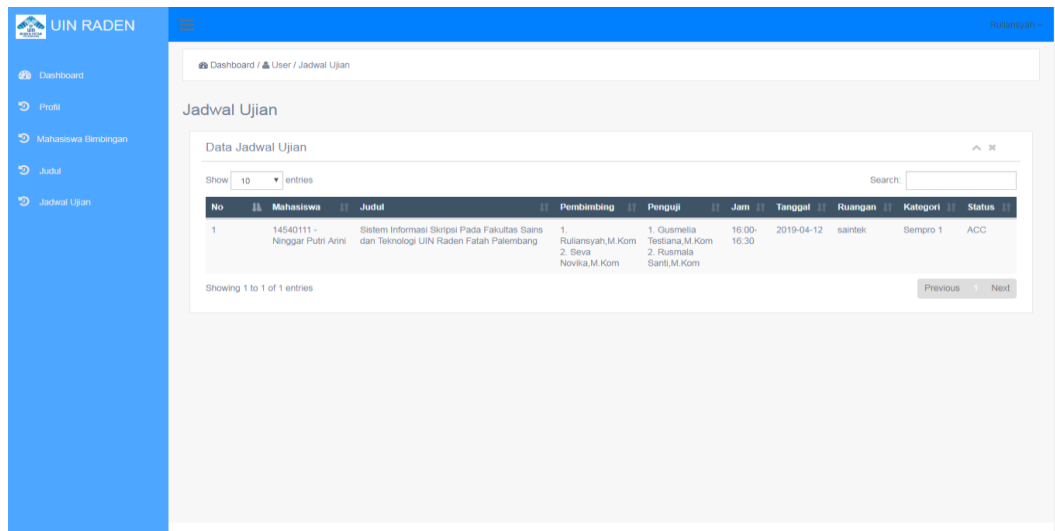 UIN RADEN
Ruliansyah
Dashboard
Profil
Mahasiswa Bimbingan
Judul
Jadwal Ujian
Dashboard / User / Jadwal Ujian
Jadwal Ujian
Data Jadwal Ujian
Show 10 entries
Search:
No Mahasiswa Judul Pembimbing Penguji Jam Tanggal Ruangan Kategori Status
1 14540111 - Sistem Informasi Skripsi Pada Fakultas Sains 1. 1. Gusmelia 16:00- 2019-04-12 saintek Sempro 1 ACC
Ninggar Putri Arini dan Teknologi UIN Raden Fatah Palembang Ruliansyah,M.Kom Testiana,M.Kom 16:30
2. Seva 2. Rusmala
Novika,M.Kom Santi,M.Kom
Showing 1 to 1 of 1 entries
Previous 1 Next